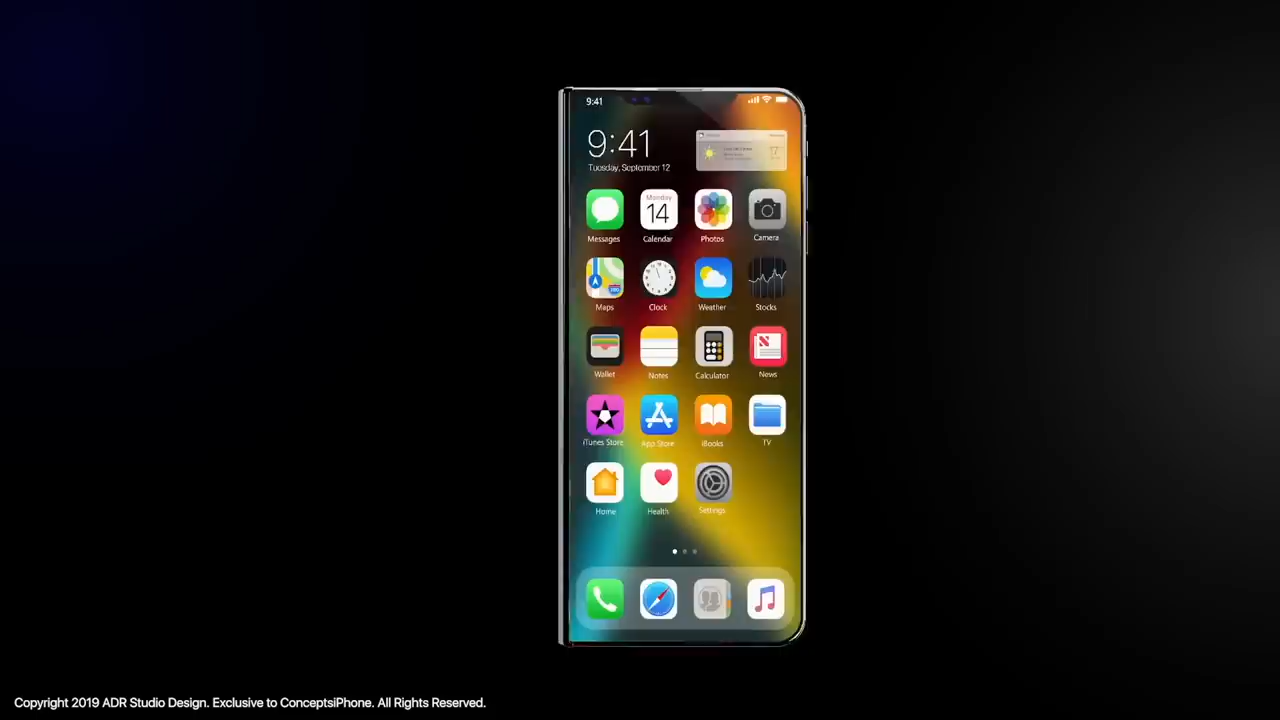 9:41
9:41
Tuesday, September 12
Messages
Monday
14
Calendar
Photos
Camera
Maps
Clock
Weather
Stocks
Wallet
Notes
Calculator
News
iTunes Store
App Store
iBooks
TV
Home
Health
Settings
Copyright 2019 ADR Studio Design. Exclusive to ConceptsiPhone. All Rights Reserved.